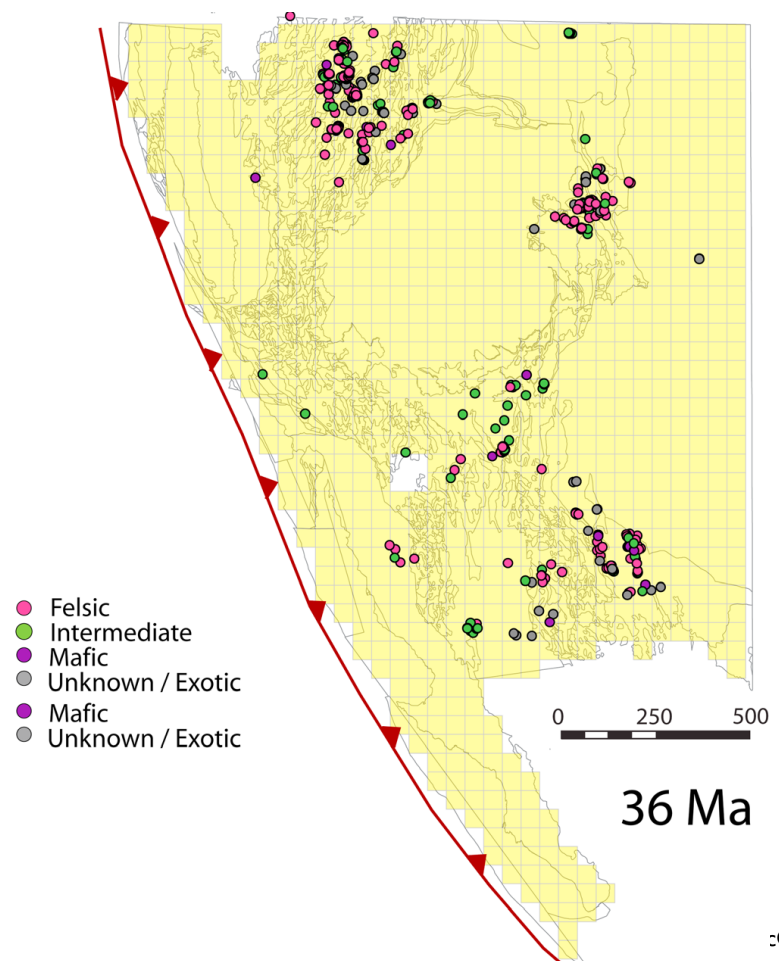 Felsic
Intermediate
Mafic
Unknown / Exotic
Mafic
Unknown / Exotic
0 250 500
36 Ma